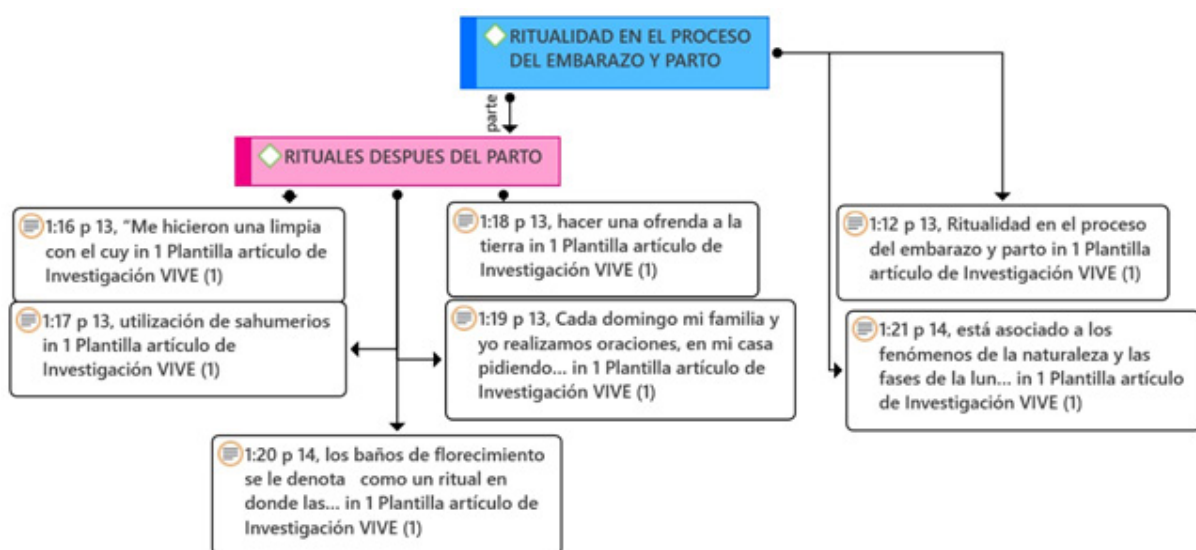 RITUALIDAD EN EL PROCESO
DEL EMBARAZO Y PARTO
parte
RITUALES DESPUES DEL PARTO
1:16 p 13, “Me hicieron una limpia
con el cuy in 1 Plantilla artículo de
Investigación VIVE (1)
1:17 p 13, utilización de sahumerios
in 1 Plantilla artículo de
Investigación VIVE (1)
1:18 p 13, hacer una ofrenda a la
tierra in 1 Plantilla artículo de
Investigación VIVE (1)
1:19 p 13, Cada domingo mi familia y
yo realizamos oraciones, en mi casa
pidiendo... in 1 Plantilla artículo de
Investigación VIVE (1)
1:20 p 14, los baños de florecimiento
se le denota como un ritual en
donde las... in 1 Plantilla artículo de
Investigación VIVE (1)
1:12 p 13, Ritualidad en el proceso
del embarazo y parto in 1 Plantilla
artículo de Investigación VIVE (1)
1:21 p 14, está asociado a los
fenómenos de la naturaleza y las
fases de la lun... in 1 Plantilla artículo
de Investigación VIVE (1)